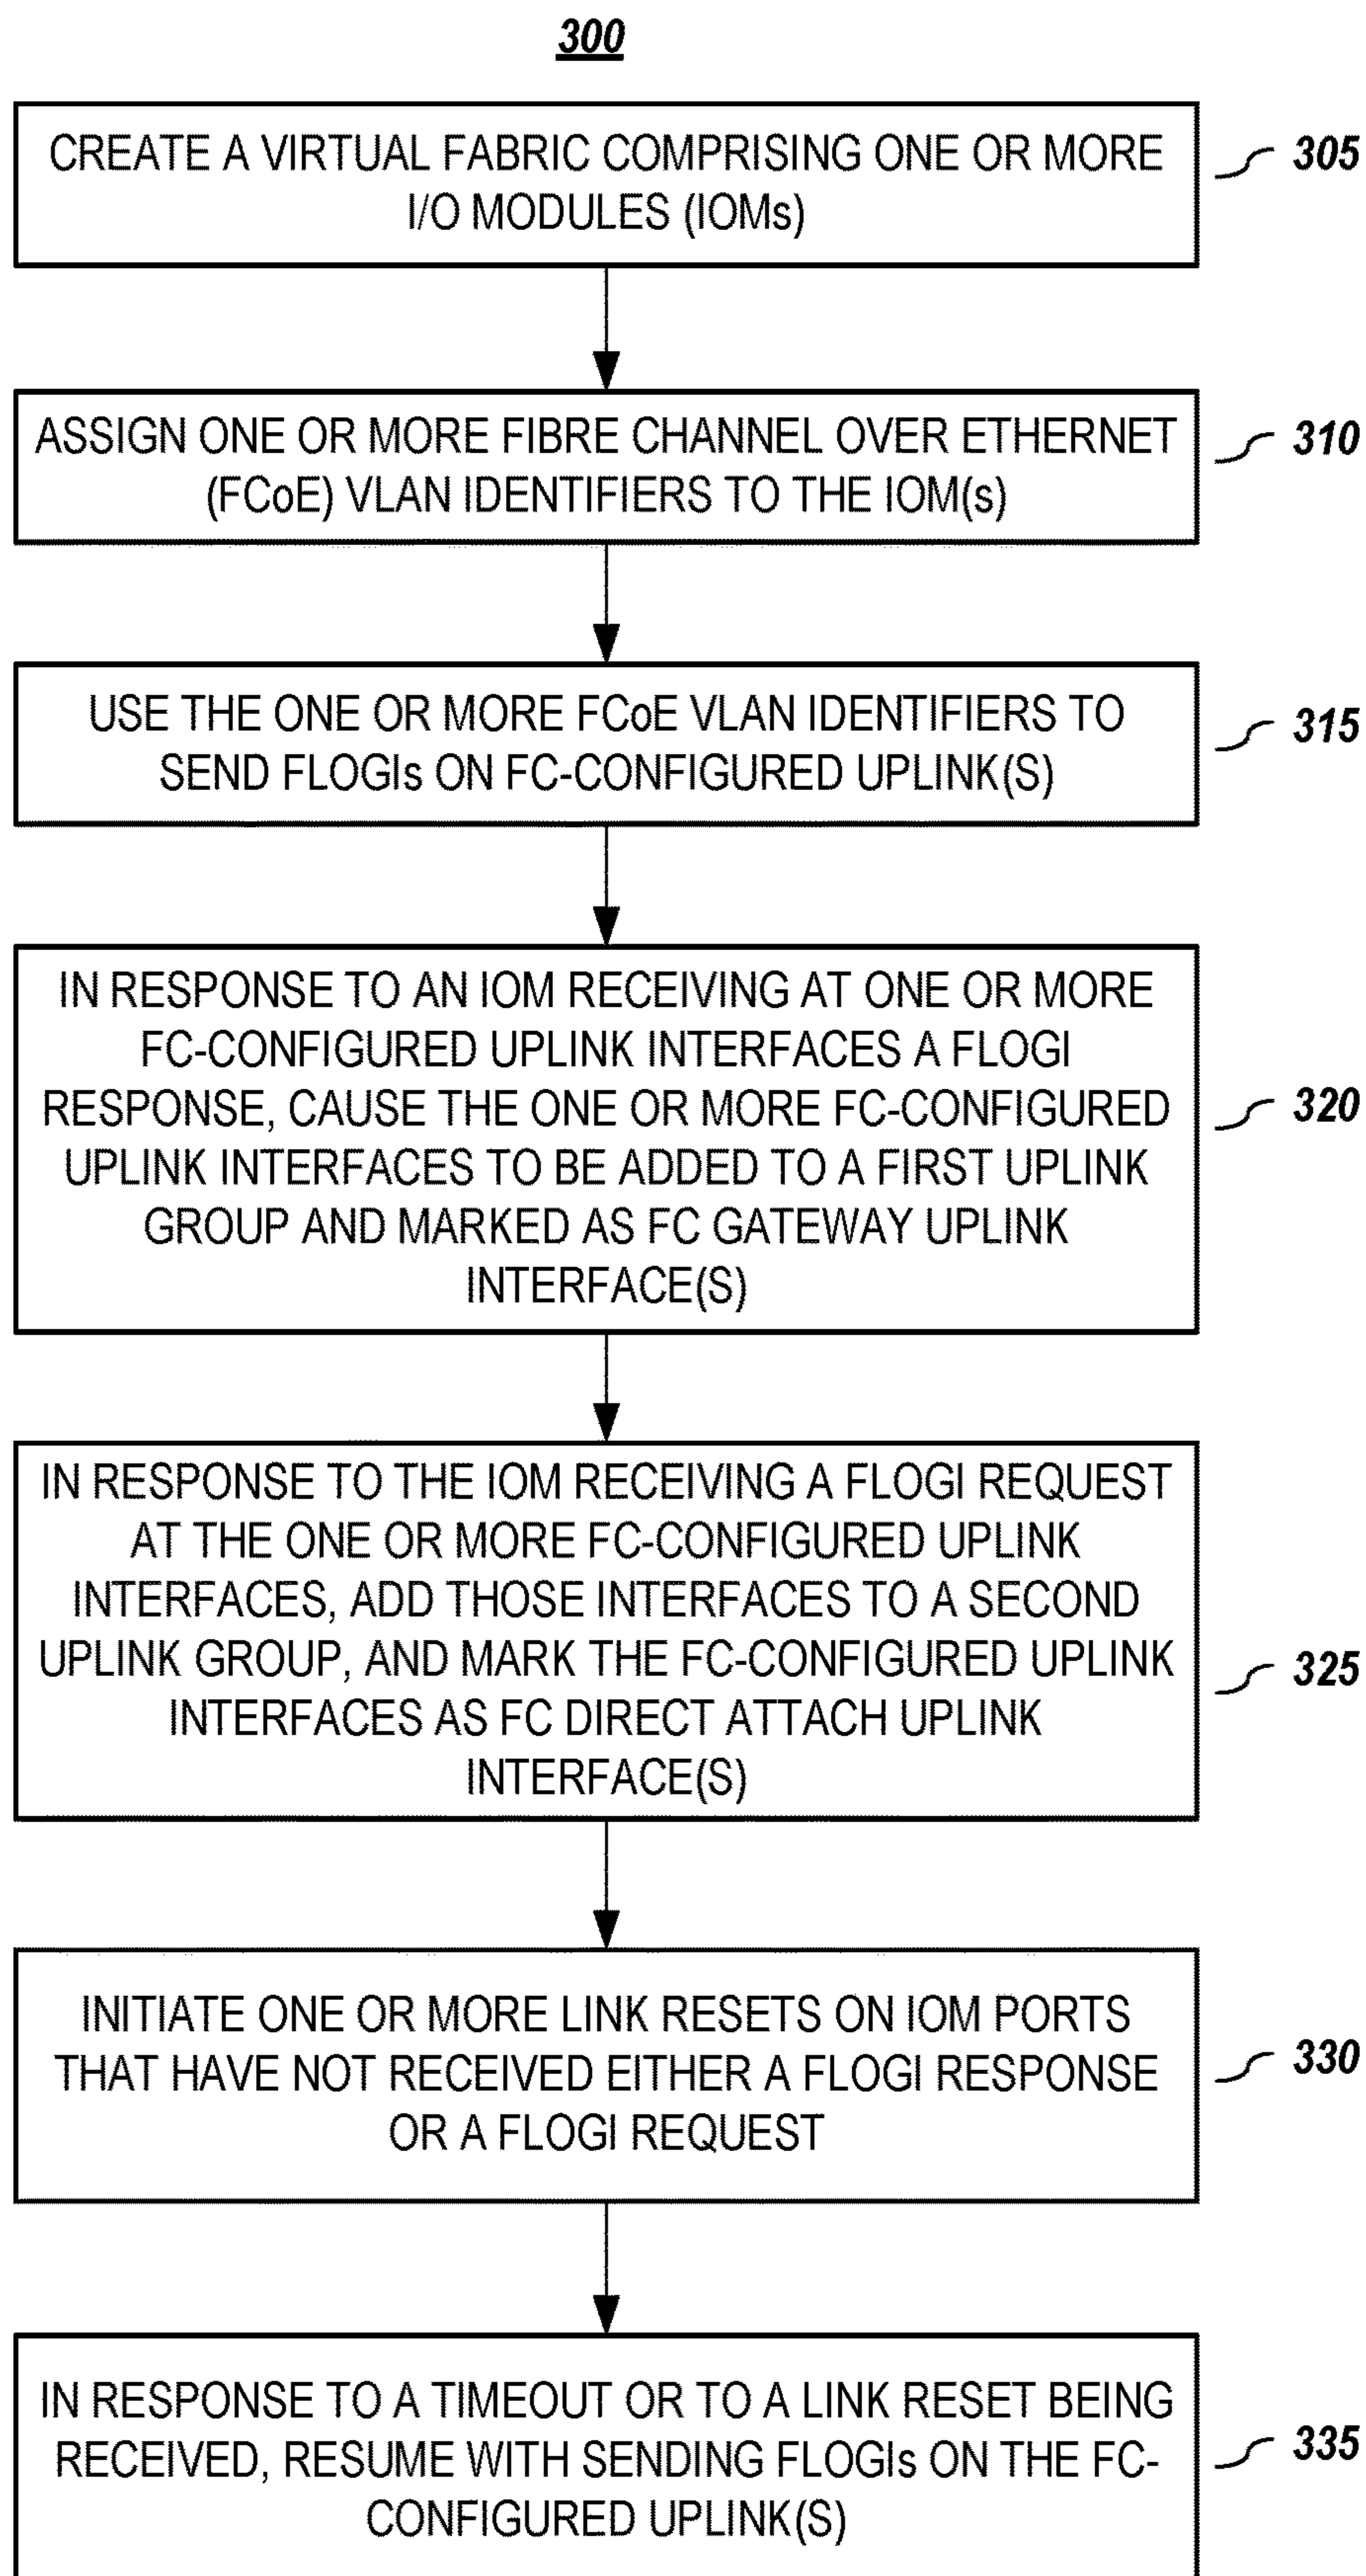 300
CREATE A VIRTUAL FABRIC COMPRISING ONE OR MORE
I/O MODULES (IOMs)
305
ASSIGN ONE OR MORE FIBRE CHANNEL OVER ETHERNET
(FCoE) VLAN IDENTIFIERS TO THE IOM(s)
310
USE THE ONE OR MORE FCoE VLAN IDENTIFIERS TO
SEND FLOGIs ON FC-CONFIGURED UPLINK(S)
315
IN RESPONSE TO AN IOM RECEIVING AT ONE OR MORE
FC-CONFIGURED UPLINK INTERFACES A FLOGI
RESPONSE, CAUSE THE ONE OR MORE FC-CONFIGURED
UPLINK INTERFACES TO BE ADDED TO A FIRST UPLINK
GROUP AND MARKED AS FC GATEWAY UPLINK
INTERFACE(S)
320
IN RESPONSE TO THE IOM RECEIVING A FLOGI REQUEST
AT THE ONE OR MORE FC-CONFIGURED UPLINK
INTERFACES, ADD THOSE INTERFACES TO A SECOND
UPLINK GROUP, AND MARK THE FC-CONFIGURED UPLINK
INTERFACES AS FC DIRECT ATTACH UPLINK
INTERFACE(S)
325
INITIATE ONE OR MORE LINK RESETS ON IOM PORTS
THAT HAVE NOT RECEIVED EITHER A FLOGI RESPONSE
OR A FLOGI REQUEST
330
IN RESPONSE TO A TIMEOUT OR TO A LINK RESET BEING
RECEIVED, RESUME WITH SENDING FLOGIs ON THE FC-
CONFIGURED UPLINK(S)
335